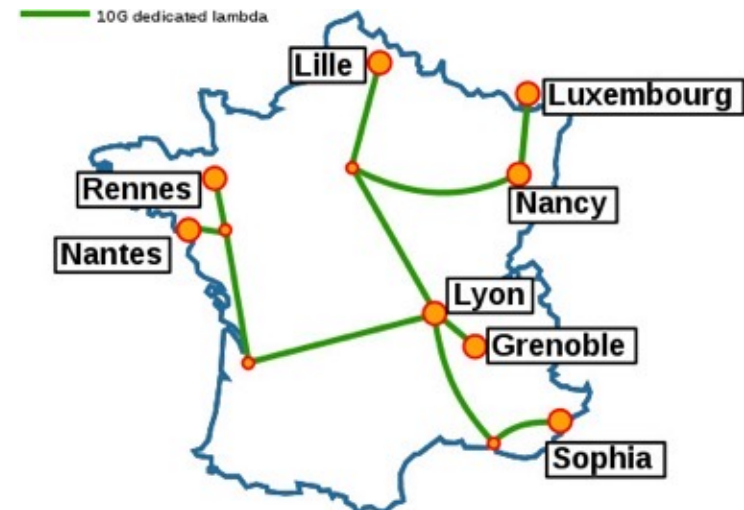 10G dedicated lambda
Lille
Luxembourg
Rennes
Nancy
Nantes
Lyon
Grenoble
Sophia